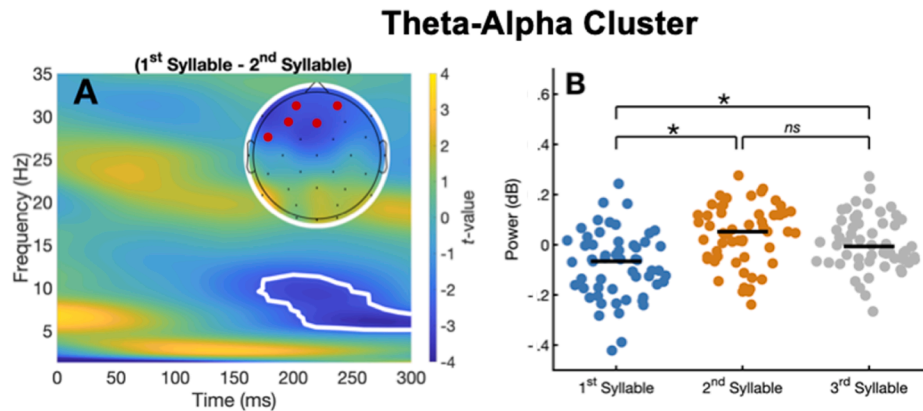 Theta-Alpha Cluster
(1st Syllable - 2nd Syllable)
A
35
30
25
20
15
10
5
Frequency (Hz)
0
50
100
150
200
250
300
Time (ms)
4
3
2
1
0
-1
-2
-3
-4
t-value
B
.6
.4
.2
0
-.2
-.4
Power (dB)
*
*
ns
1st Syllable
2nd Syllable
3rd Syllable